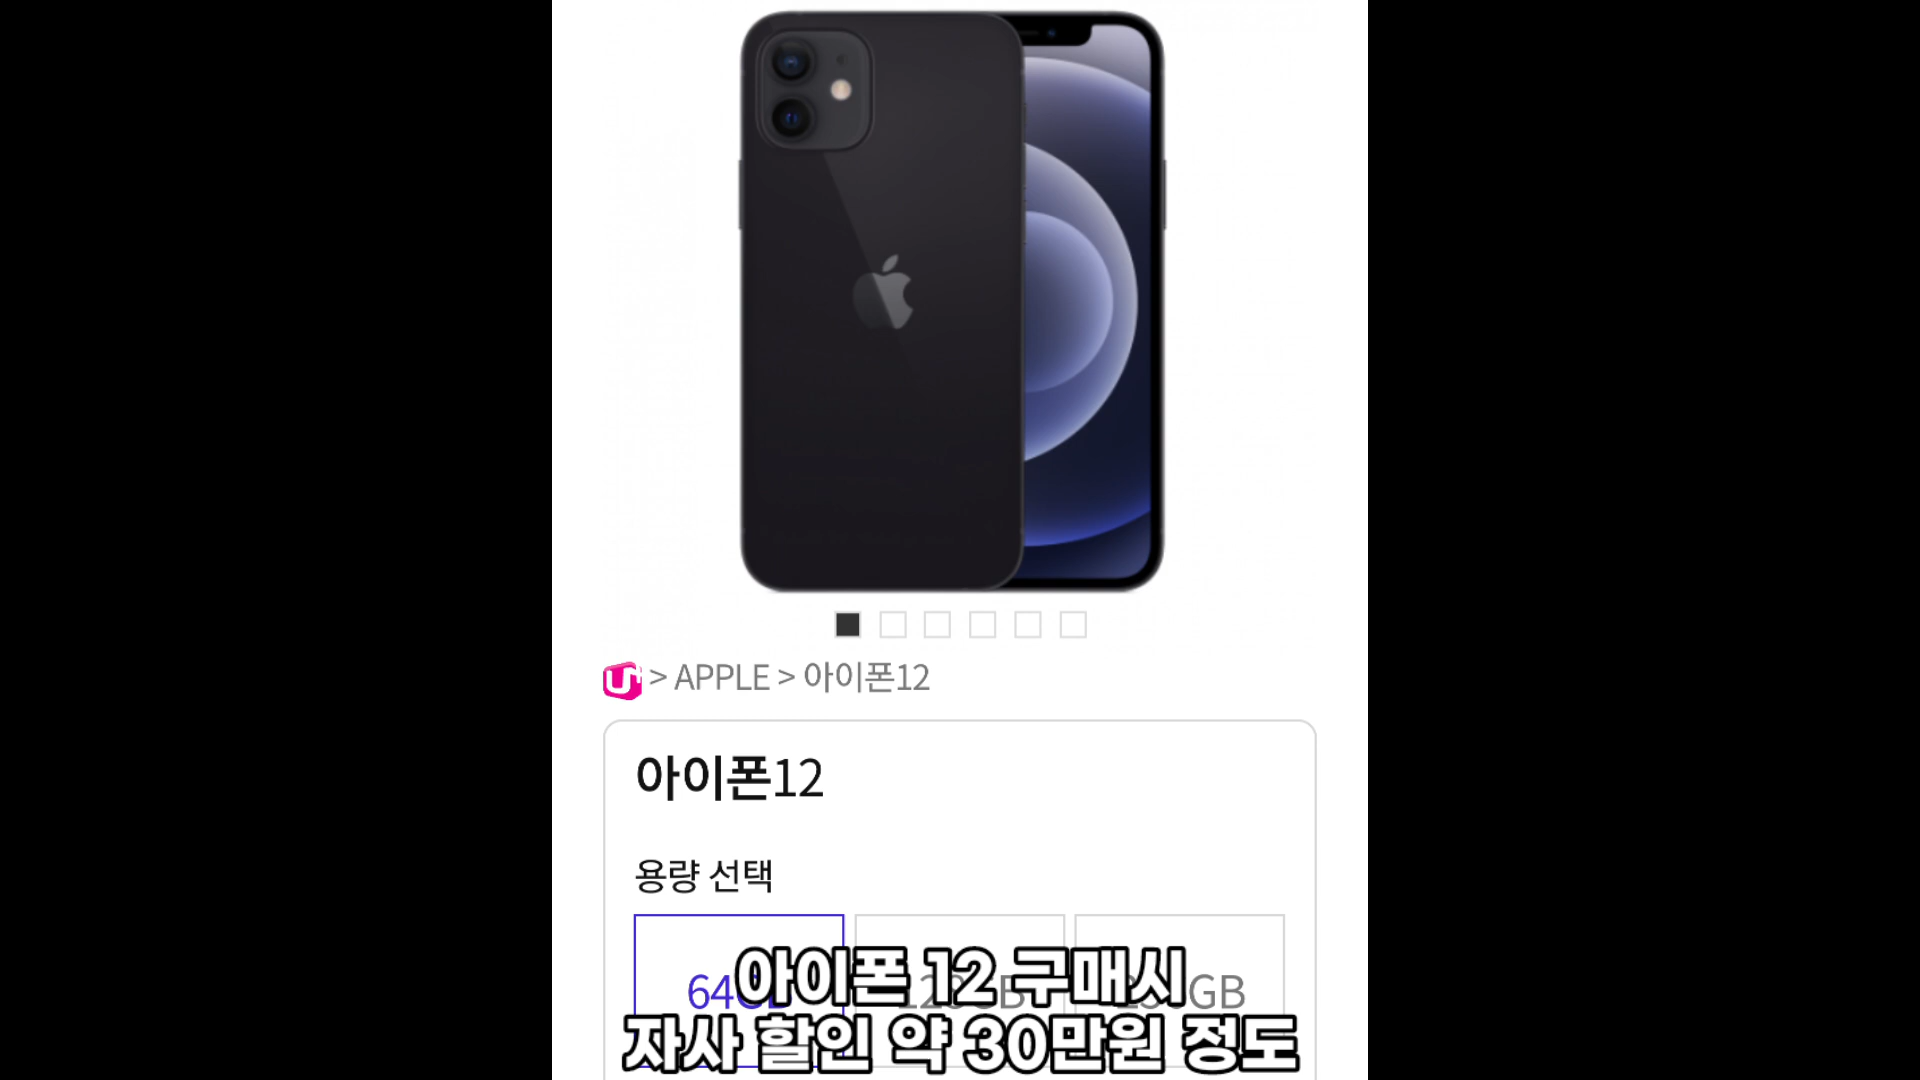 U+ > APPLE > 아이폰12
아이폰12
용량 선택
아이폰 12 구매시
자사 할인 약 30만원 정도